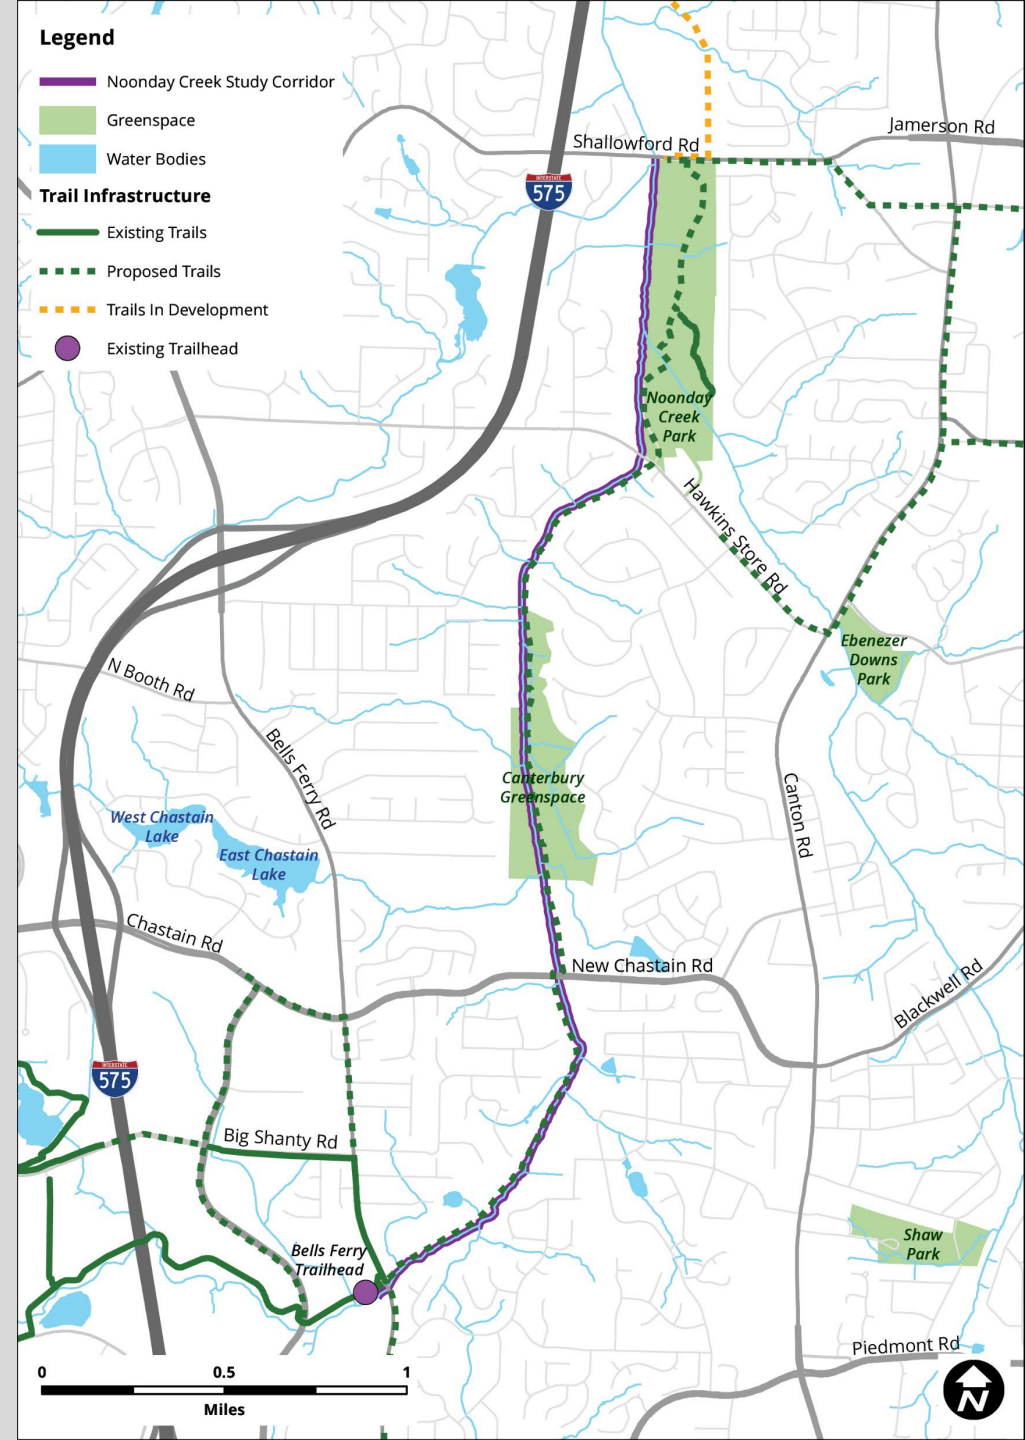 Legend
Noonday Creek Study Corridor
Greenspace
Water Bodies
Trail Infrastructure
Existing Trails
Proposed Trails
Trails In Development
Existing Trailhead
Shallowford Rd
Jamerson Rd
INTERSTATE
575
Noonday
Creek
Park
Hawkins Store Rd
Ebenezer
Downs
Park
N Booth Rd
Bells Ferry Rd
Canterbury
Greenspace
Canton Rd
West Chastain
Lake
East Chastain
Lake
Chastain Rd
New Chastain Rd
Blackwell Rd
INTERSTATE
575
Big Shanty Rd
Shaw
Park
Bells Ferry
Trailhead
Piedmont Rd
0 0.5 1
Miles
N